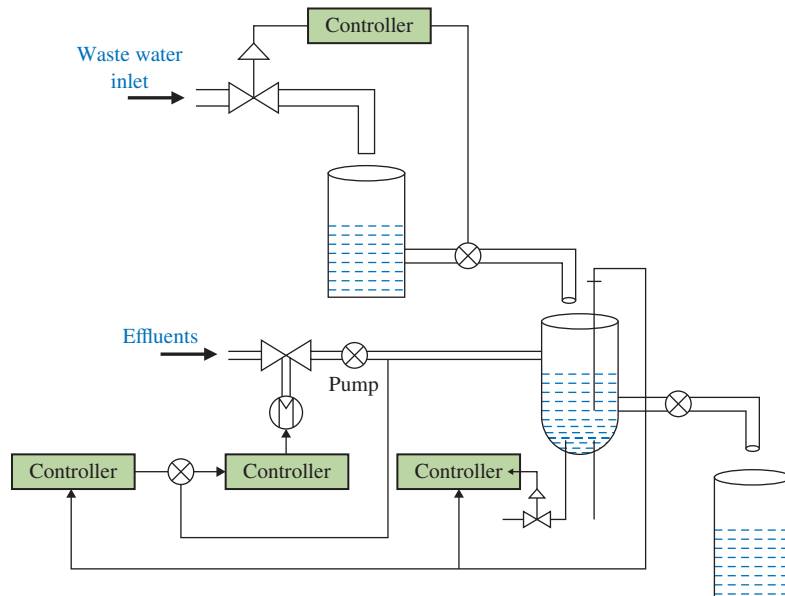 Controller
Waste water
inlet
Effluents
Pump
Controller
Controller
Controller